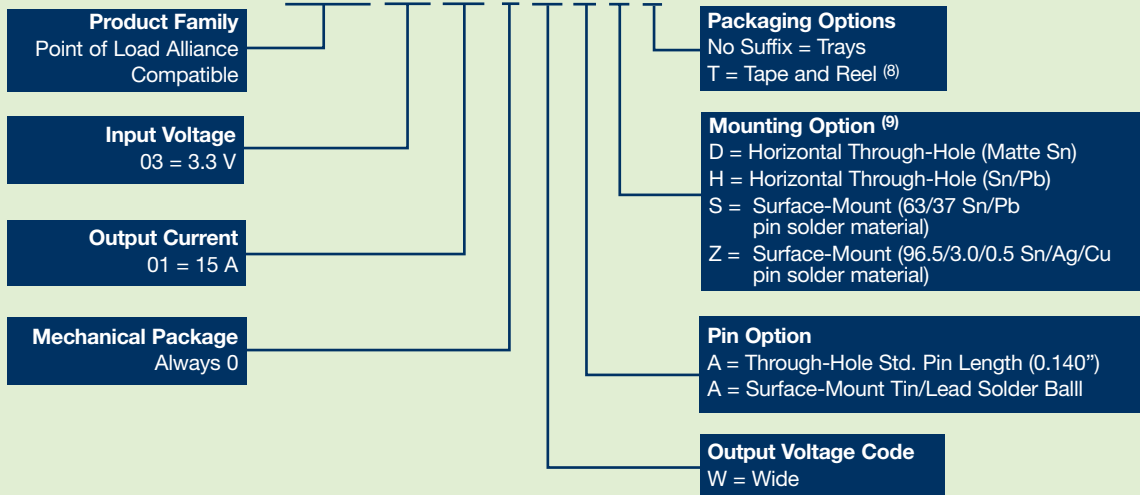 Product Family
Point of Load Alliance
Compatible
Input Voltage
03 = 3.3 V
Output Current
01 = 15 A
Mechanical Package
Always 0
Packaging Options
No Suffix = Trays
T = Tape and Reel (8)
Mounting Option (9)
D = Horizontal Through-Hole (Matte Sn)
H = Horizontal Through-Hole (Sn/Pb)
S = Surface-Mount (63/37 Sn/Pb
pin solder material)
Z = Surface-Mount (96.5/3.0/0.5 Sn/Ag/Cu
pin solder material)
Pin Option
A = Through-Hole Std. Pin Length (0.140”)
A = Surface-Mount Tin/Lead Solder Balll
Output Voltage Code
W = Wide